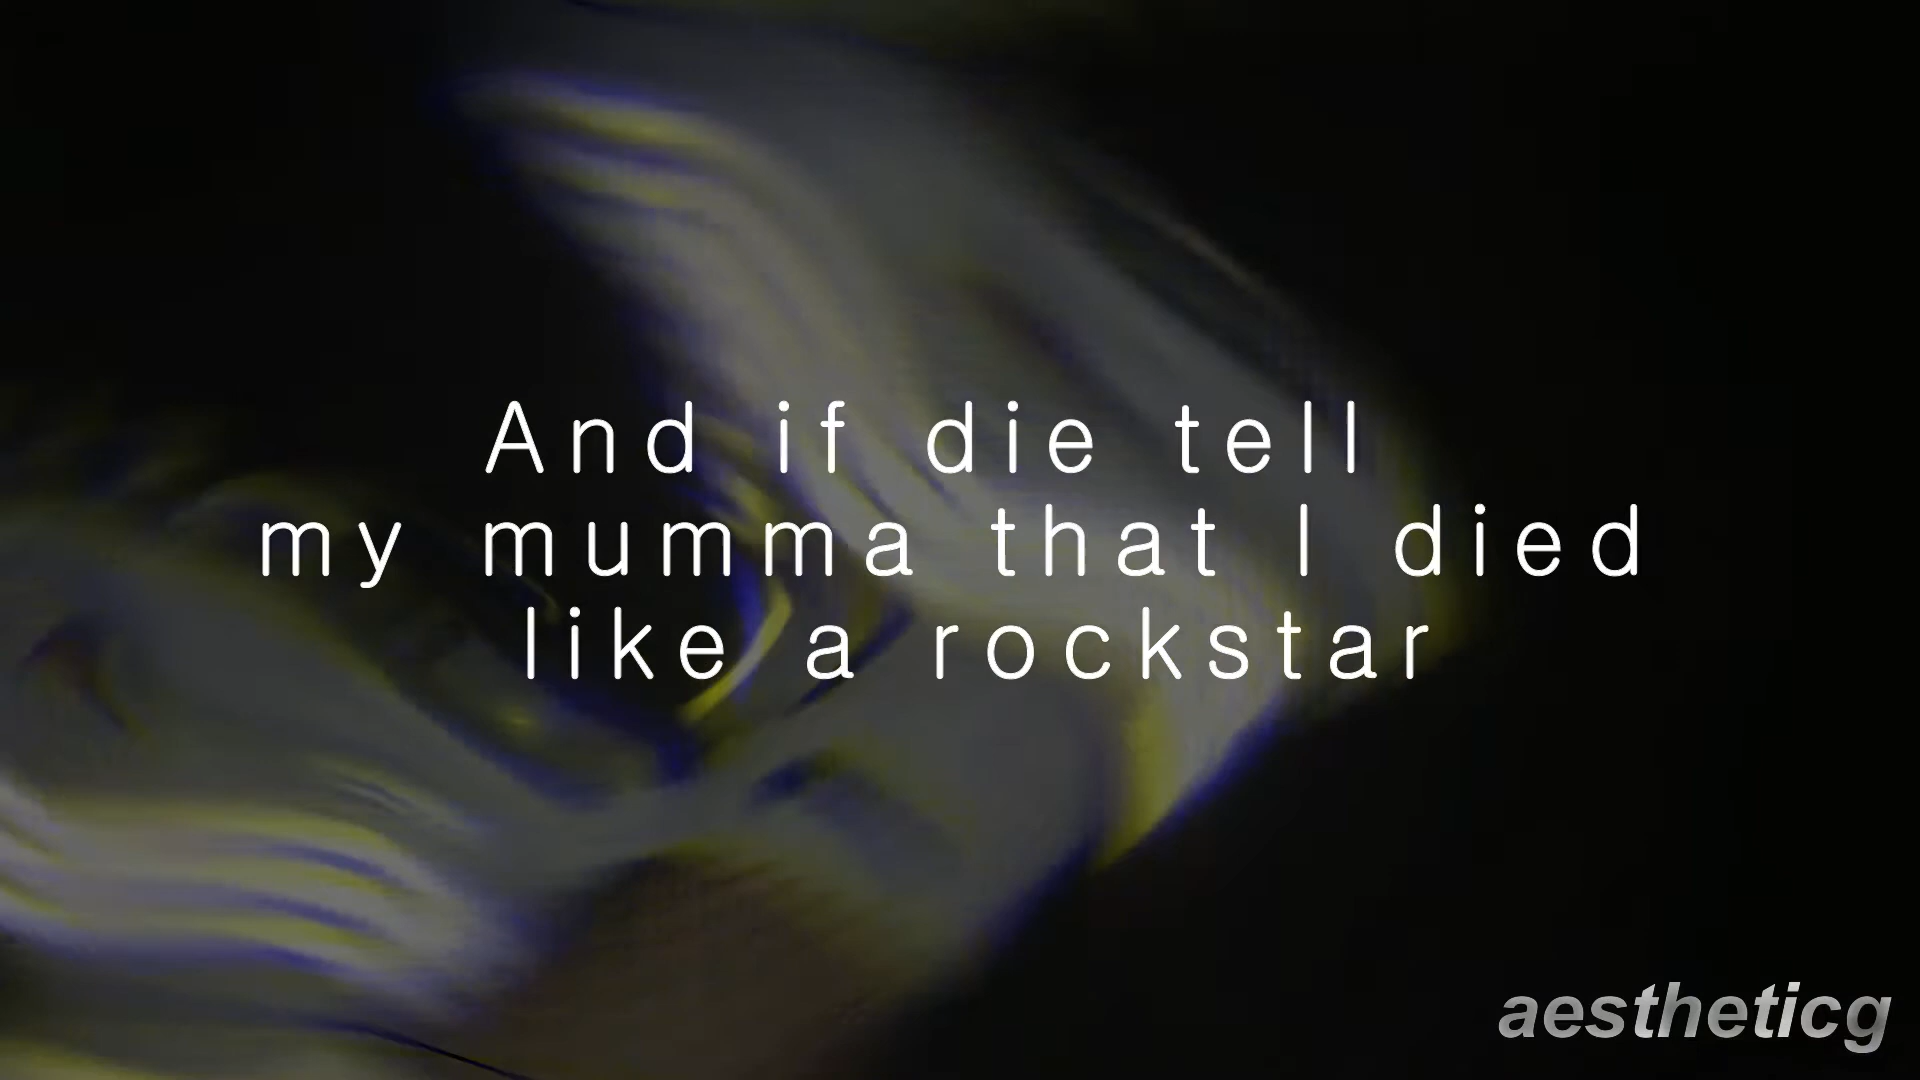 And if die tell
my mumma that I died
like a rockstar
aestheticg